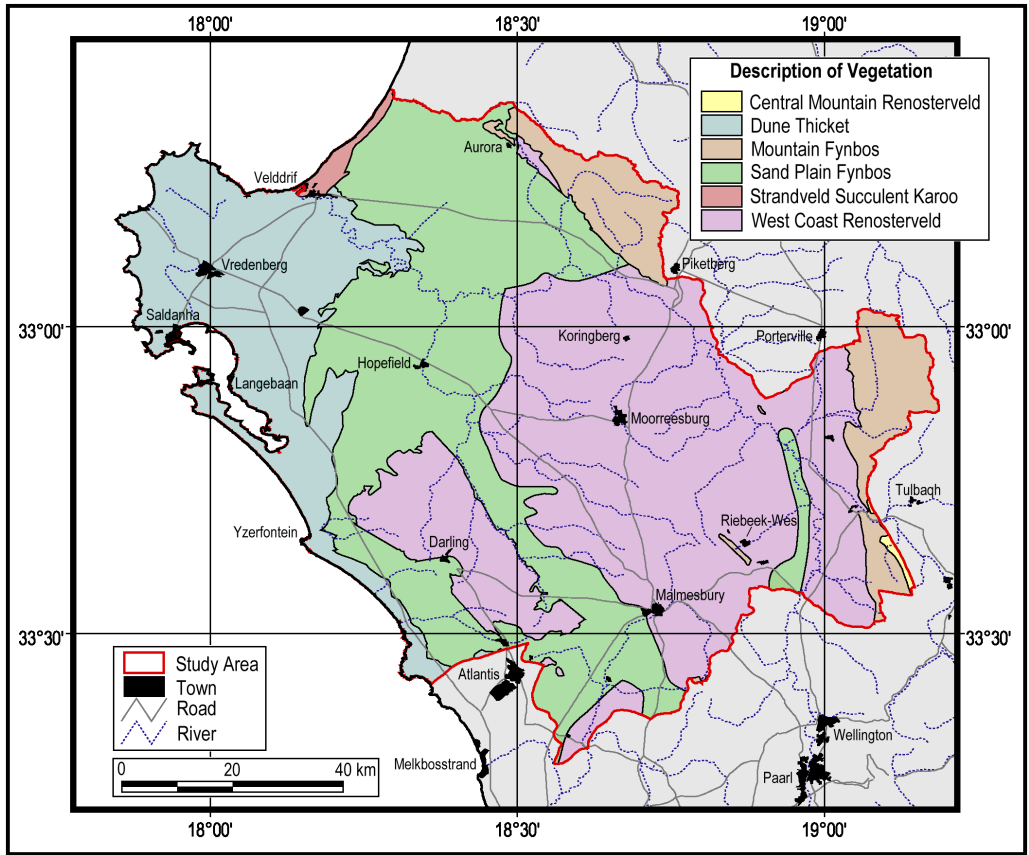 18°00' 18°30' 19°00'
Description of Vegetation
Central Mountain Renosterveld
Dune Thicket
Mountain Fynbos
Sand Plain Fynbos
Strandveld Succulent Karoo
West Coast Renosterveld
Aurora
Velddrif
Vredenberg
Piketberg
Saldanha
33°00' 33°00'
Koringberg
Porterville
Hopefield
Langebaan
Moorreesburg
Tulbaqh
Yzerfontein
Riebeek-Wes
Darling
Malmesbury
33°50' 33°50'
Study Area
Town
Road
River
Atlantis
Wellington
Melkbosstrand
Paarl
0 20 40 km
18°00' 18°30' 19°00'